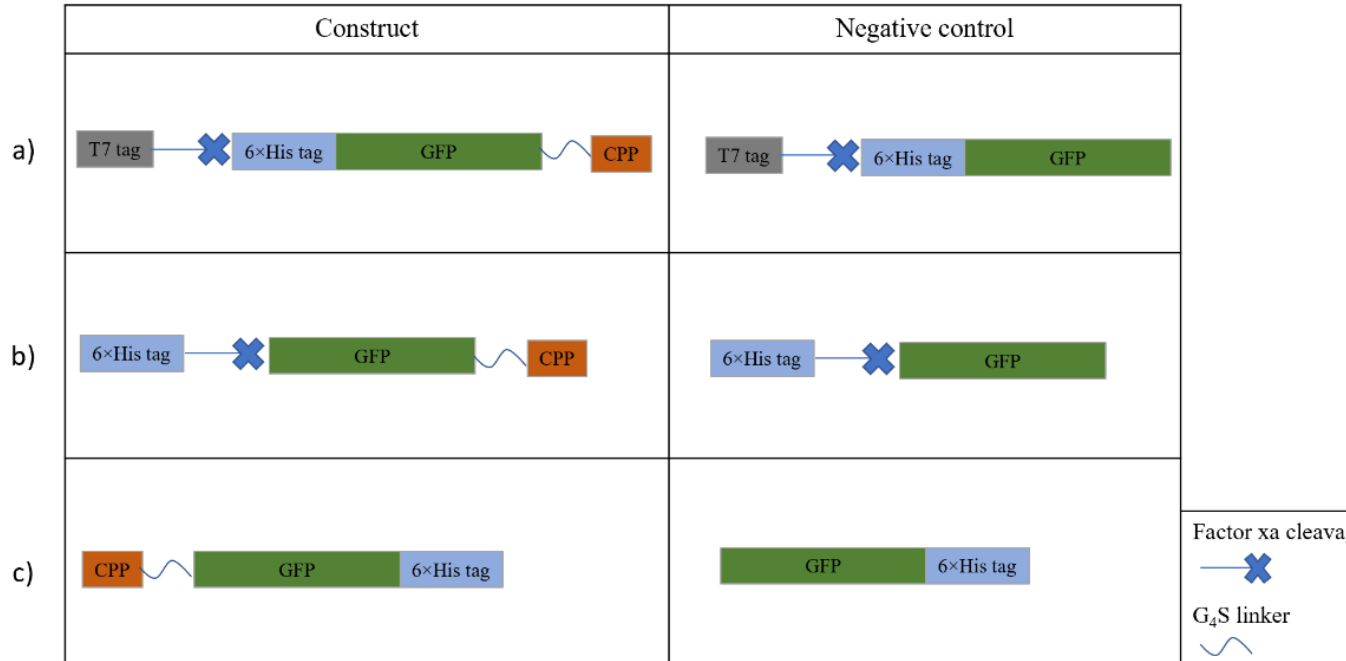 Construct Negative control
a) T7 tag 6×His tag GFP CPP T7 tag 6×His tag GFP
b) 6×His tag GFP CPP 6×His tag GFP
c) CPP GFP 6×His tag GFP 6×His tag
Factor xa cleava
G₄S linker